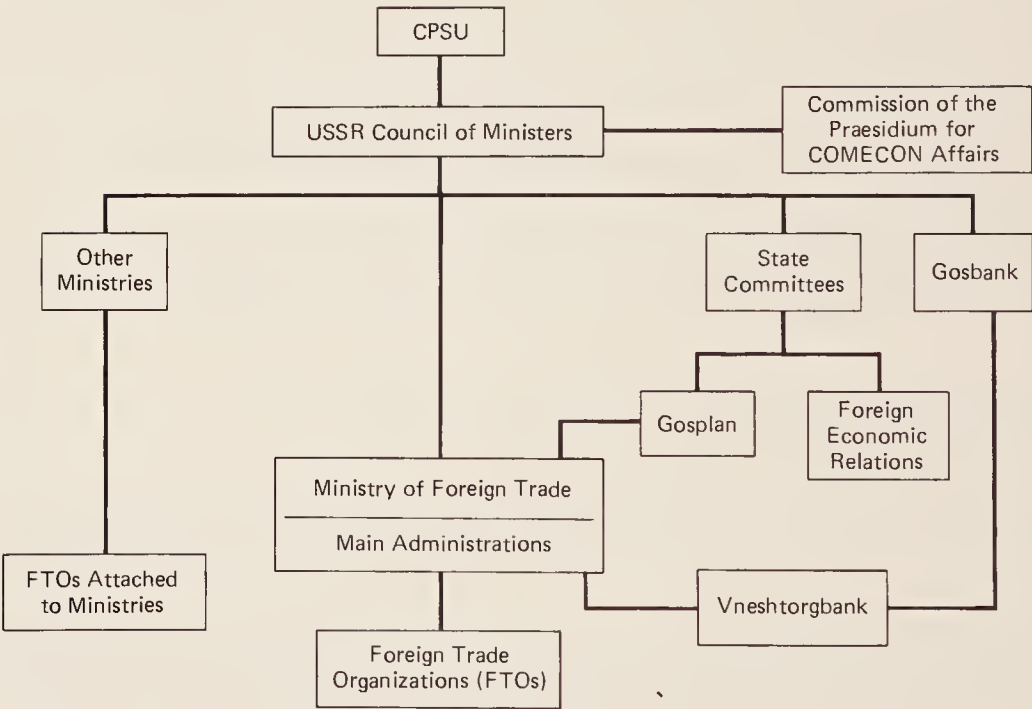 CPSU
USSR Council of Ministers
Commission of the
Praesidium for
COMECON Affairs
Other
Ministries
State
Committees
Gosbank
Gosplan
Foreign
Economic
Relations
Ministry of Foreign Trade
Main Administrations
FTOs Attached
to Ministries
Vneshtorgbank
Foreign Trade
Organizations (FTOs)